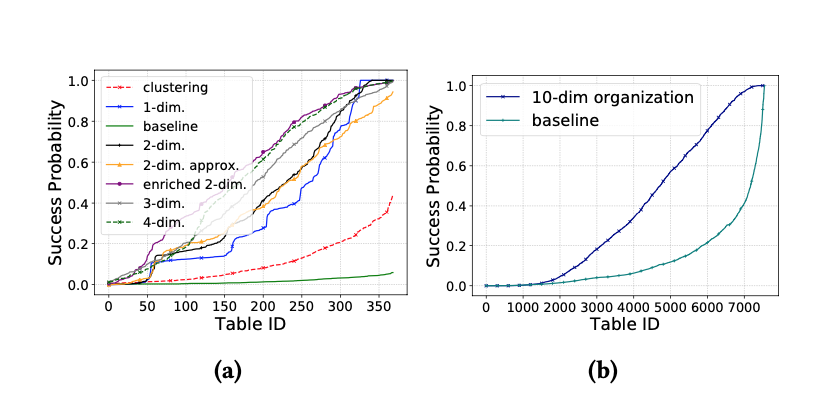 Success Probability
1.0
0.8
0.6
0.4
0.2
0.0
clustering
1-dim.
baseline
2-dim.
2-dim. approx.
enriched 2-dim.
3-dim.
4-dim.
0 50 100 150 200 250 300 350
Table ID
(a)
Success Probability
1.0
0.8
0.6
0.4
0.2
0.0
10-dim organization
baseline
0 1000 2000 3000 4000 5000 6000 7000
Table ID
(b)